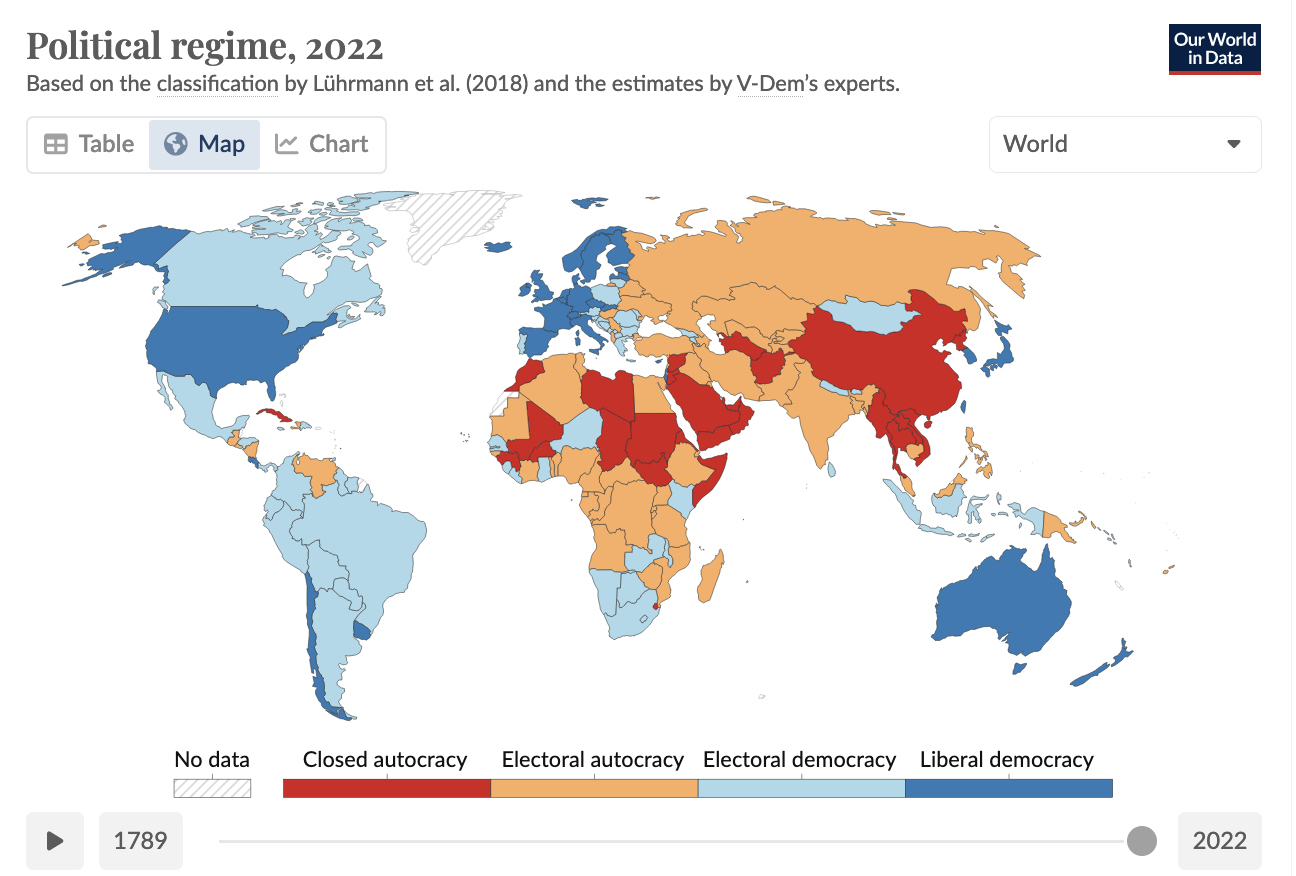 Political regime, 2022
Our World
in Data
Based on the classification by Lührmann et al. (2018) and the estimates by V-Dem's experts.
Table
Map
Chart
World
No data
Closed autocracy
Electoral autocracy
Electoral democracy
Liberal democracy
1789
2022